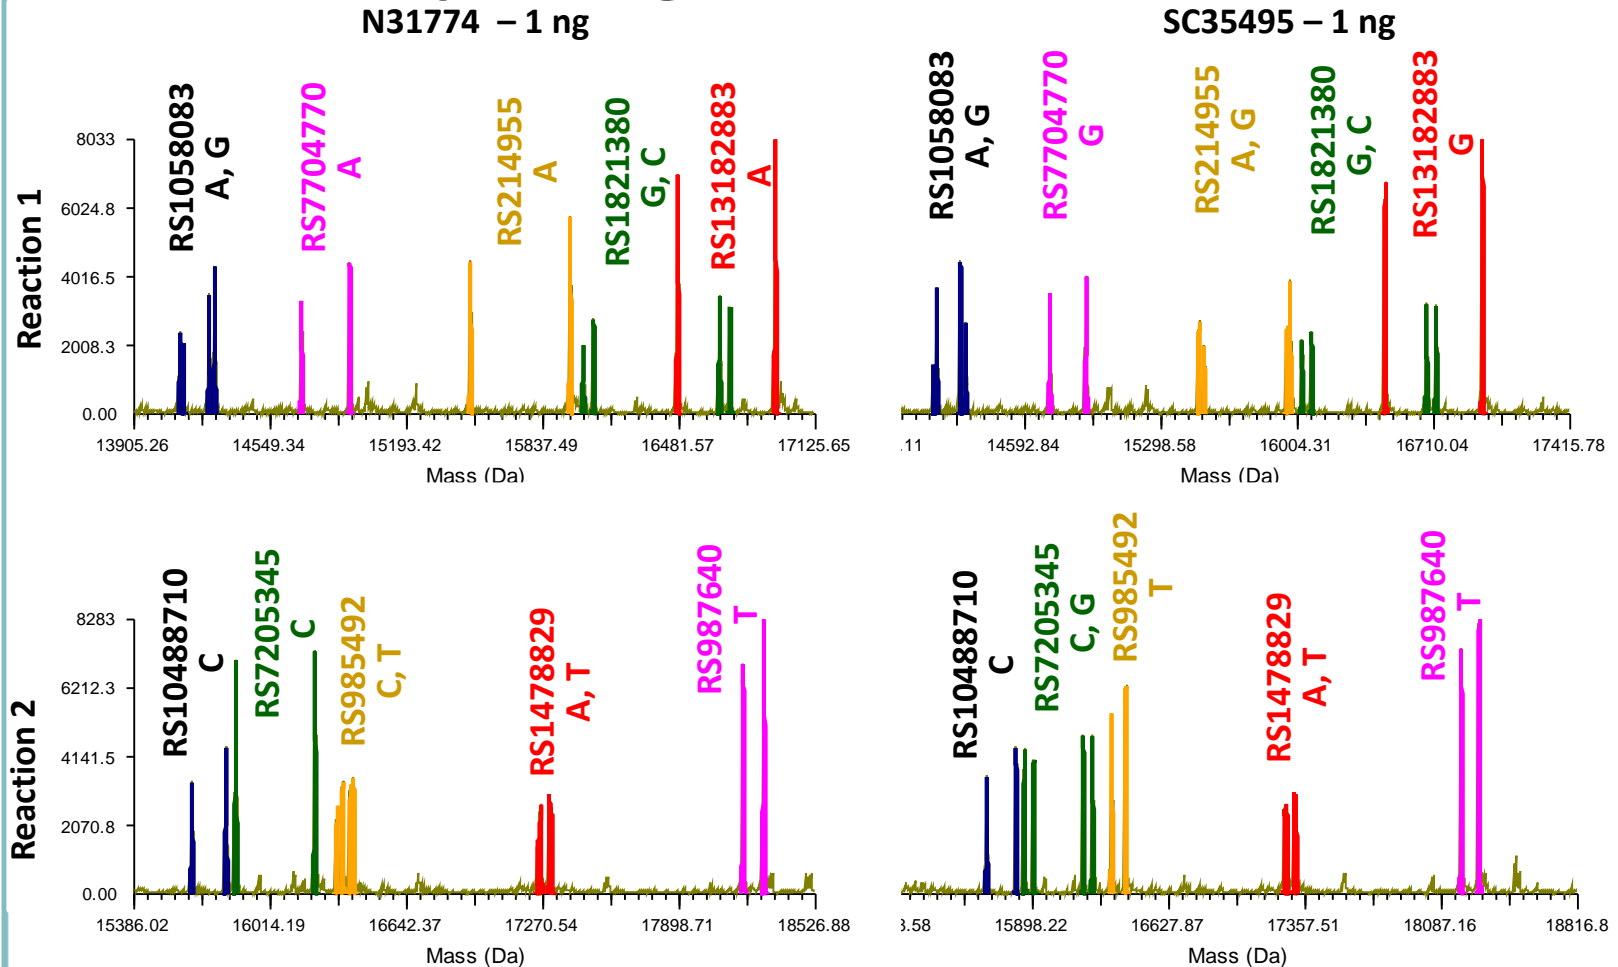 N31774 – 1 ng
SC35495 – 1 ng
Reaction 1
8033
6024.8
4016.5
2008.3
0.00
RS1058083
A, G
RS7704770
A
RS214955
A
RS1821380
G, C
RS13182883
A
13905.26
14549.34
15193.42
15837.49
16481.57
17125.65
Mass (Da)
RS1058083
A, G
RS7704770
G
RS214955
A, G
RS1821380
G, C
RS13182883
G
.11
14592.84
15298.58
16004.31
16710.04
17415.78
Mass (Da)
Reaction 2
8283
6212.3
4141.5
2070.8
0.00
RS10488710
C
RS7205345
C
RS985492
C, T
RS1478829
A, T
RS987640
T
15386.02
16014.19
16642.37
17270.54
17898.71
18526.88
Mass (Da)
RS10488710
C
RS7205345
C, G
RS985492
T
RS1478829
A, T
RS987640
T
3.58
15898.22
16627.87
17357.51
18087.16
18816.8
Mass (Da)